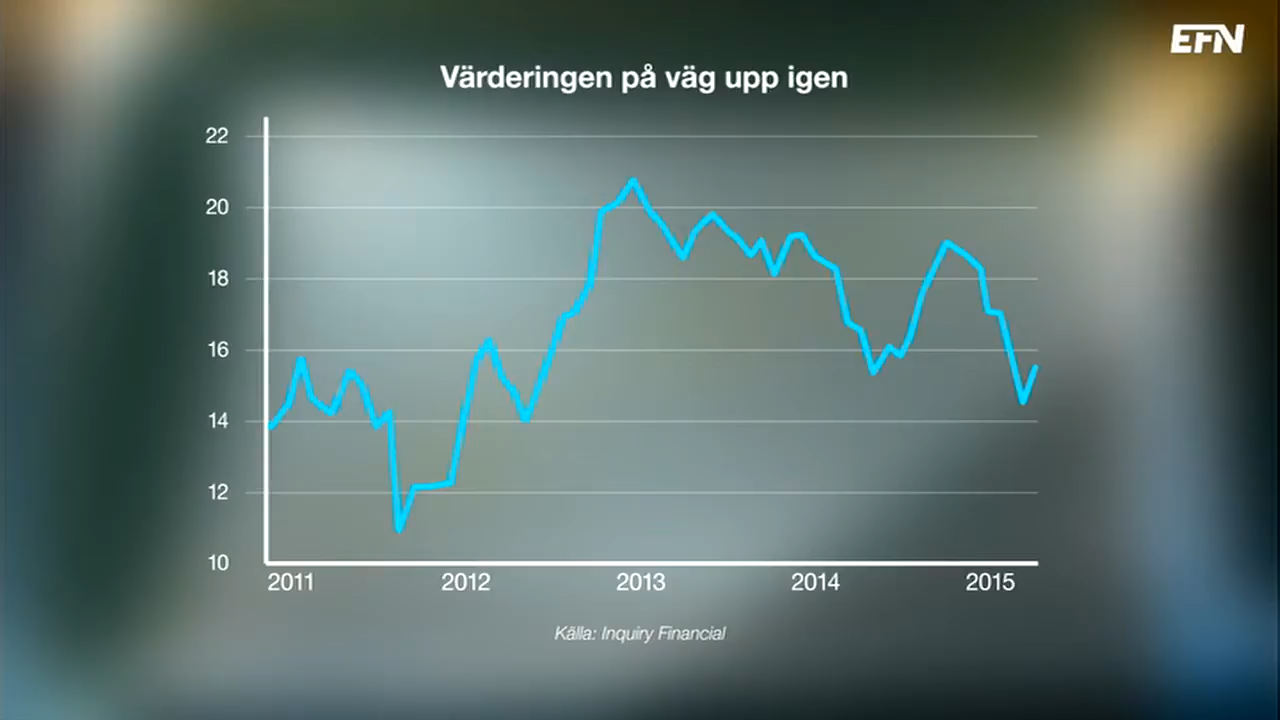 EFN
Värderingen på väg upp igen
22
20
18
16
14
12
10
2011 2012 2013 2014 2015
Källa: Inquiry Financial